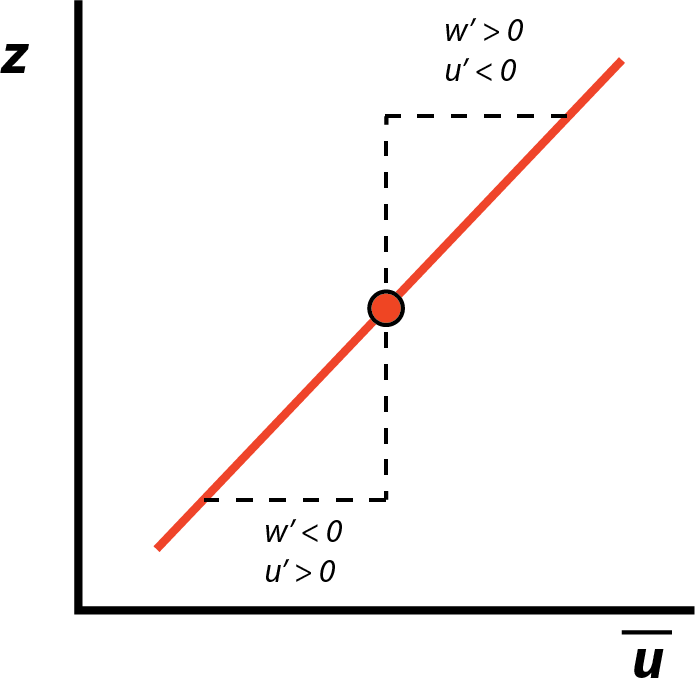 w′ > 0
u′ < 0
z
w′ < 0
u′ > 0
u̅